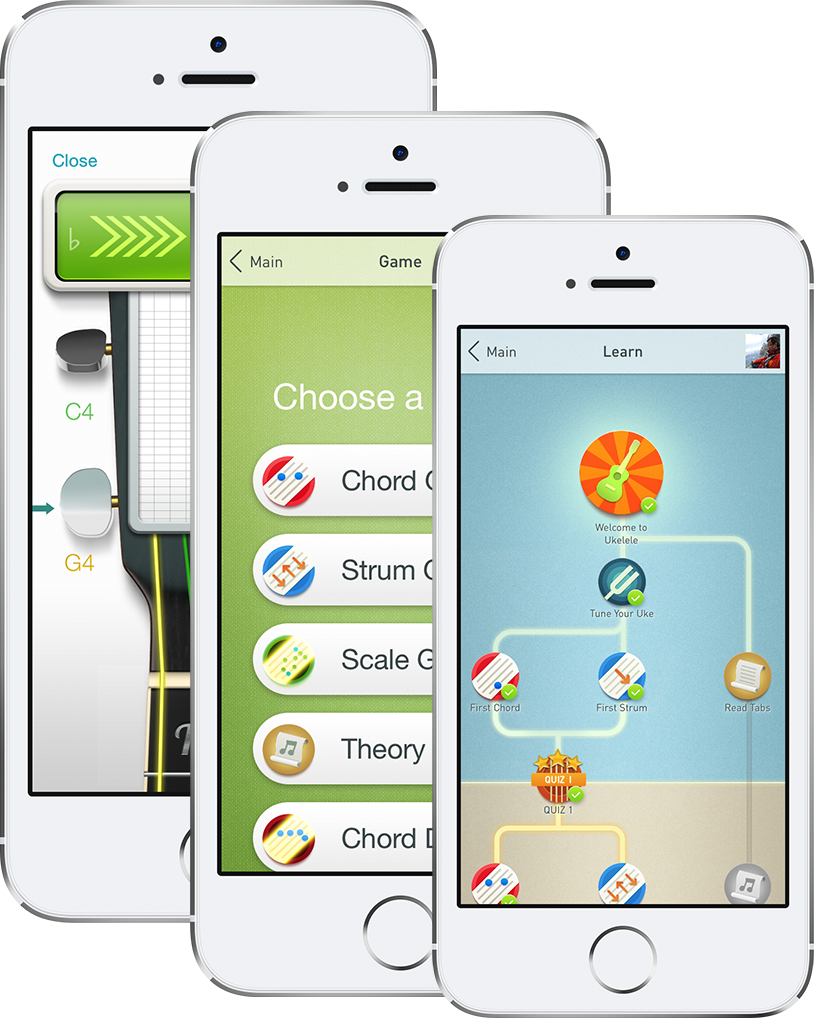 Close
♭
C4
G4
Main
Game
Choose a
Chord
Strum
Scale
Theory
Chord
Main
Learn
Welcome to
Ukelele
Tune Your Uke
First Chord
First Strum
Read Tabs
QUIZ 1
QUIZ 1